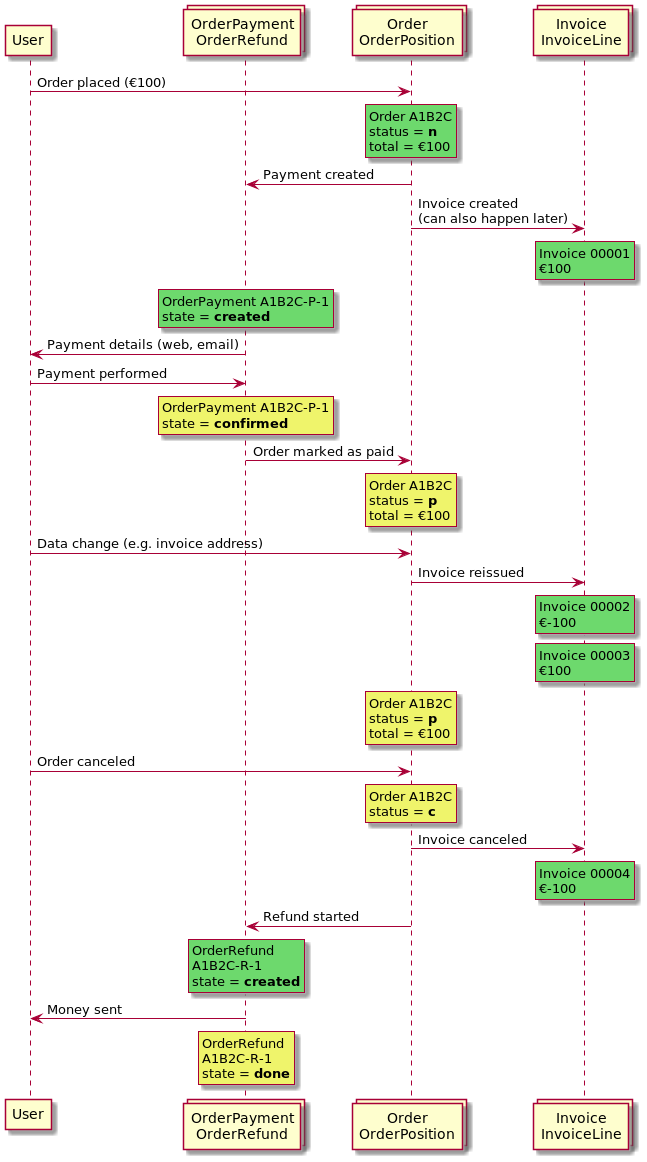 User
OrderPayment
OrderRefund
Order
OrderPosition
Invoice
InvoiceLine
Order placed (€100)
Order A1B2C
status = n
total = €100
Payment created
Invoice created
(can also happen later)
Invoice 00001
€100
OrderPayment A1B2C-P-1
state = created
Payment details (web, email)
Payment performed
OrderPayment A1B2C-P-1
state = confirmed
Order marked as paid
Order A1B2C
status = p
total = €100
Data change (e.g. invoice address)
Invoice reissued
Invoice 00002
€-100
Invoice 00003
€100
Order A1B2C
status = p
total = €100
Order canceled
Order A1B2C
status = c
Invoice canceled
Invoice 00004
€-100
Refund started
OrderRefund
A1B2C-R-1
state = created
Money sent
OrderRefund
A1B2C-R-1
state = done
User
OrderPayment
OrderRefund
Order
OrderPosition
Invoice
InvoiceLine